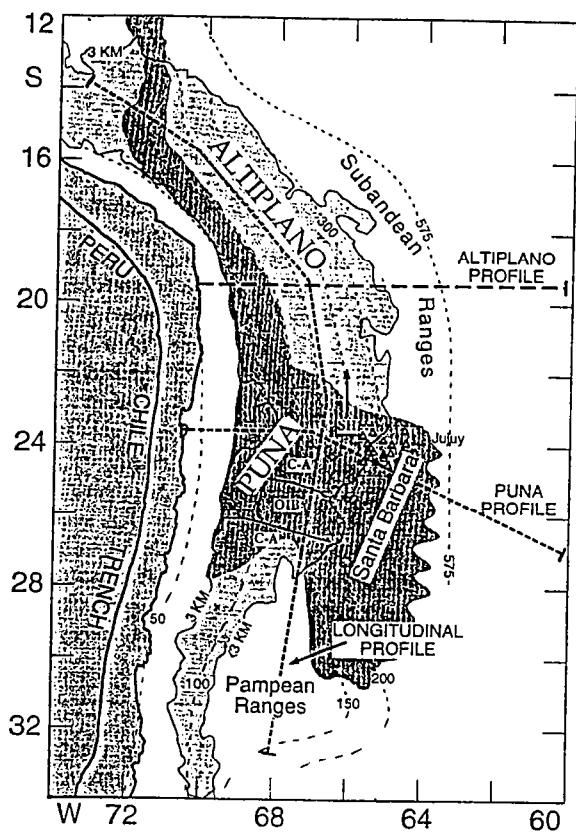 12
S
16
20
24
28
32
W
72
68
64
60
3 KM
ALTIPLANO
Subandean
Ranges
575
300
ALTIPLANO
PROFILE
PERU
CHILE
TRENCH
PUNA
C-A
C-A
Jujuy
Santa Barbara
PUNA
PROFILE
575
50
3 KM
<3 KM
100
LONGITUDINAL
PROFILE
Pampean
Ranges
150
200